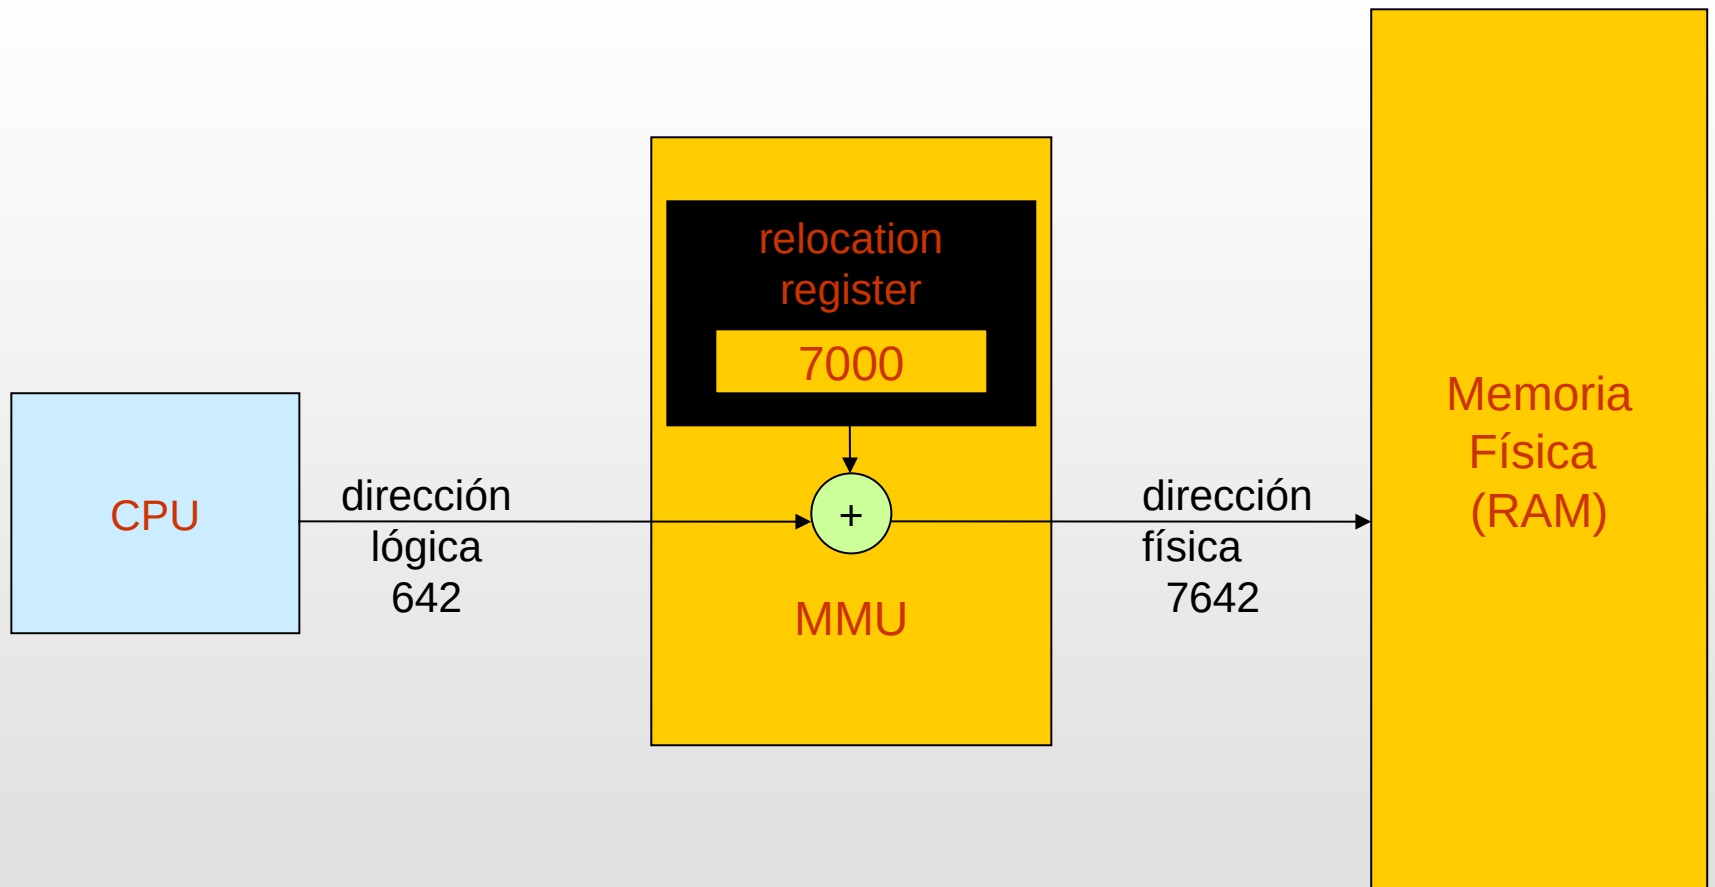 relocation
register
7000
CPU
dirección
lógica
642
+
MMU
dirección
física
7642
Memoria
Física
(RAM)